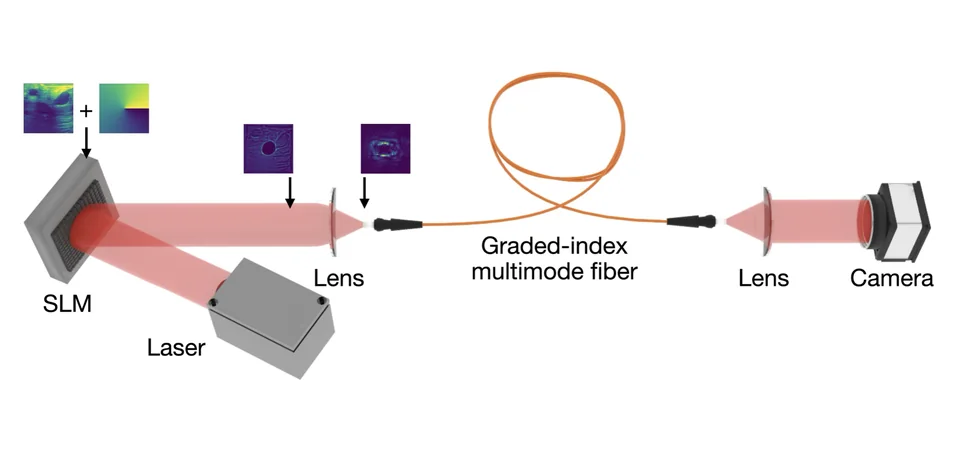 +
SLM
Laser
Lens
Graded-index
multimode fiber
Lens
Camera